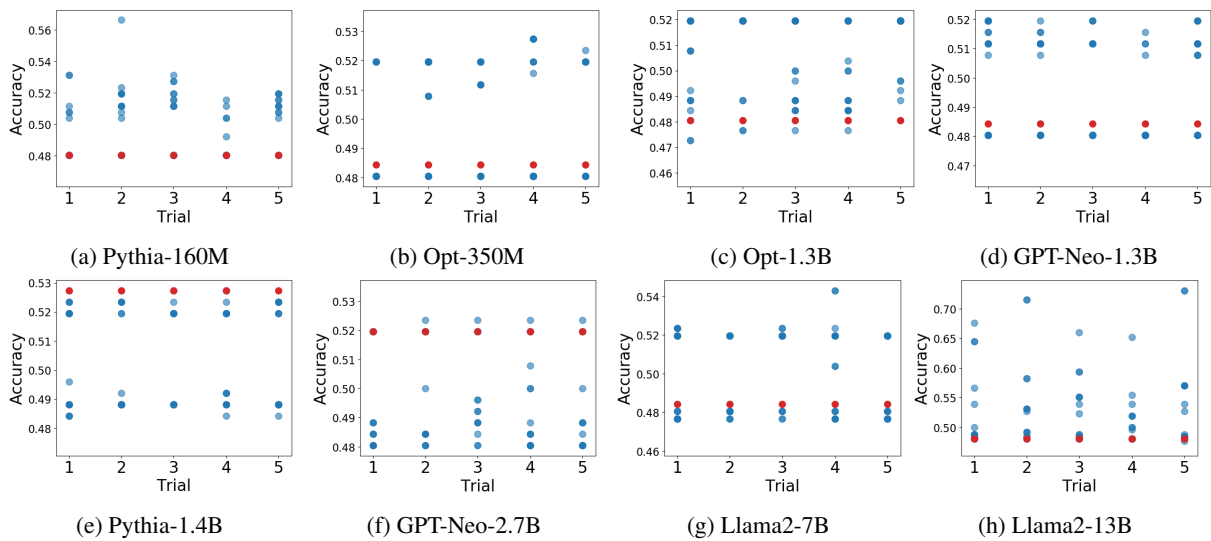 0.56
0.54
0.52
0.50
0.48
Accuracy
1 2 3 4 5
Trial
(a) Pythia-160M
0.53
0.52
0.51
0.50
0.49
0.48
Accuracy
1 2 3 4 5
Trial
(b) Opt-350M
0.52
0.51
0.50
0.49
0.48
0.47
0.46
Accuracy
1 2 3 4 5
Trial
(c) Opt-1.3B
0.52
0.51
0.50
0.49
0.48
0.47
Accuracy
1 2 3 4 5
Trial
(d) GPT-Neo-1.3B
0.53
0.52
0.51
0.50
0.49
0.48
Accuracy
1 2 3 4 5
Trial
(e) Pythia-1.4B
0.53
0.52
0.51
0.50
0.49
0.48
Accuracy
1 2 3 4 5
Trial
(f) GPT-Neo-2.7B
0.54
0.52
0.50
0.48
0.46
Accuracy
1 2 3 4 5
Trial
(g) Llama2-7B
0.70
0.65
0.60
0.55
0.50
Accuracy
1 2 3 4 5
Trial
(h) Llama2-13B